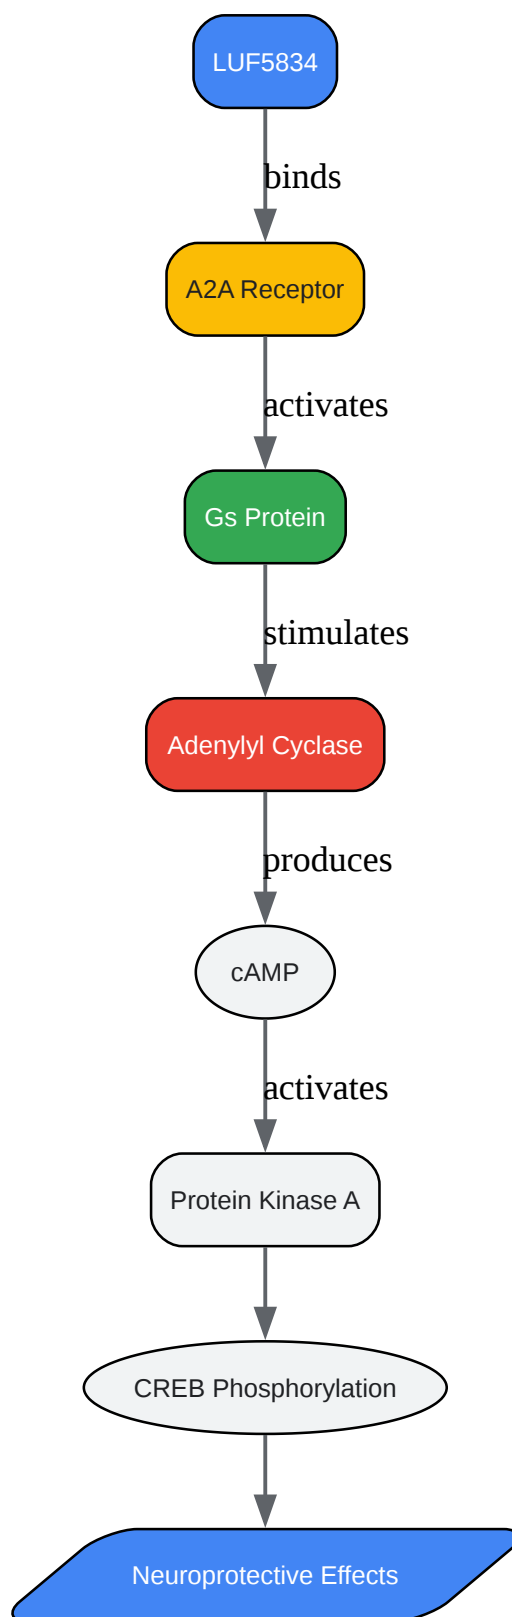 LUF5834
binds
A2A Receptor
activates
Gs Protein
stimulates
Adenylyl Cyclase
produces
cAMP
activates
Protein Kinase A
CREB Phosphorylation
Neuroprotective Effects